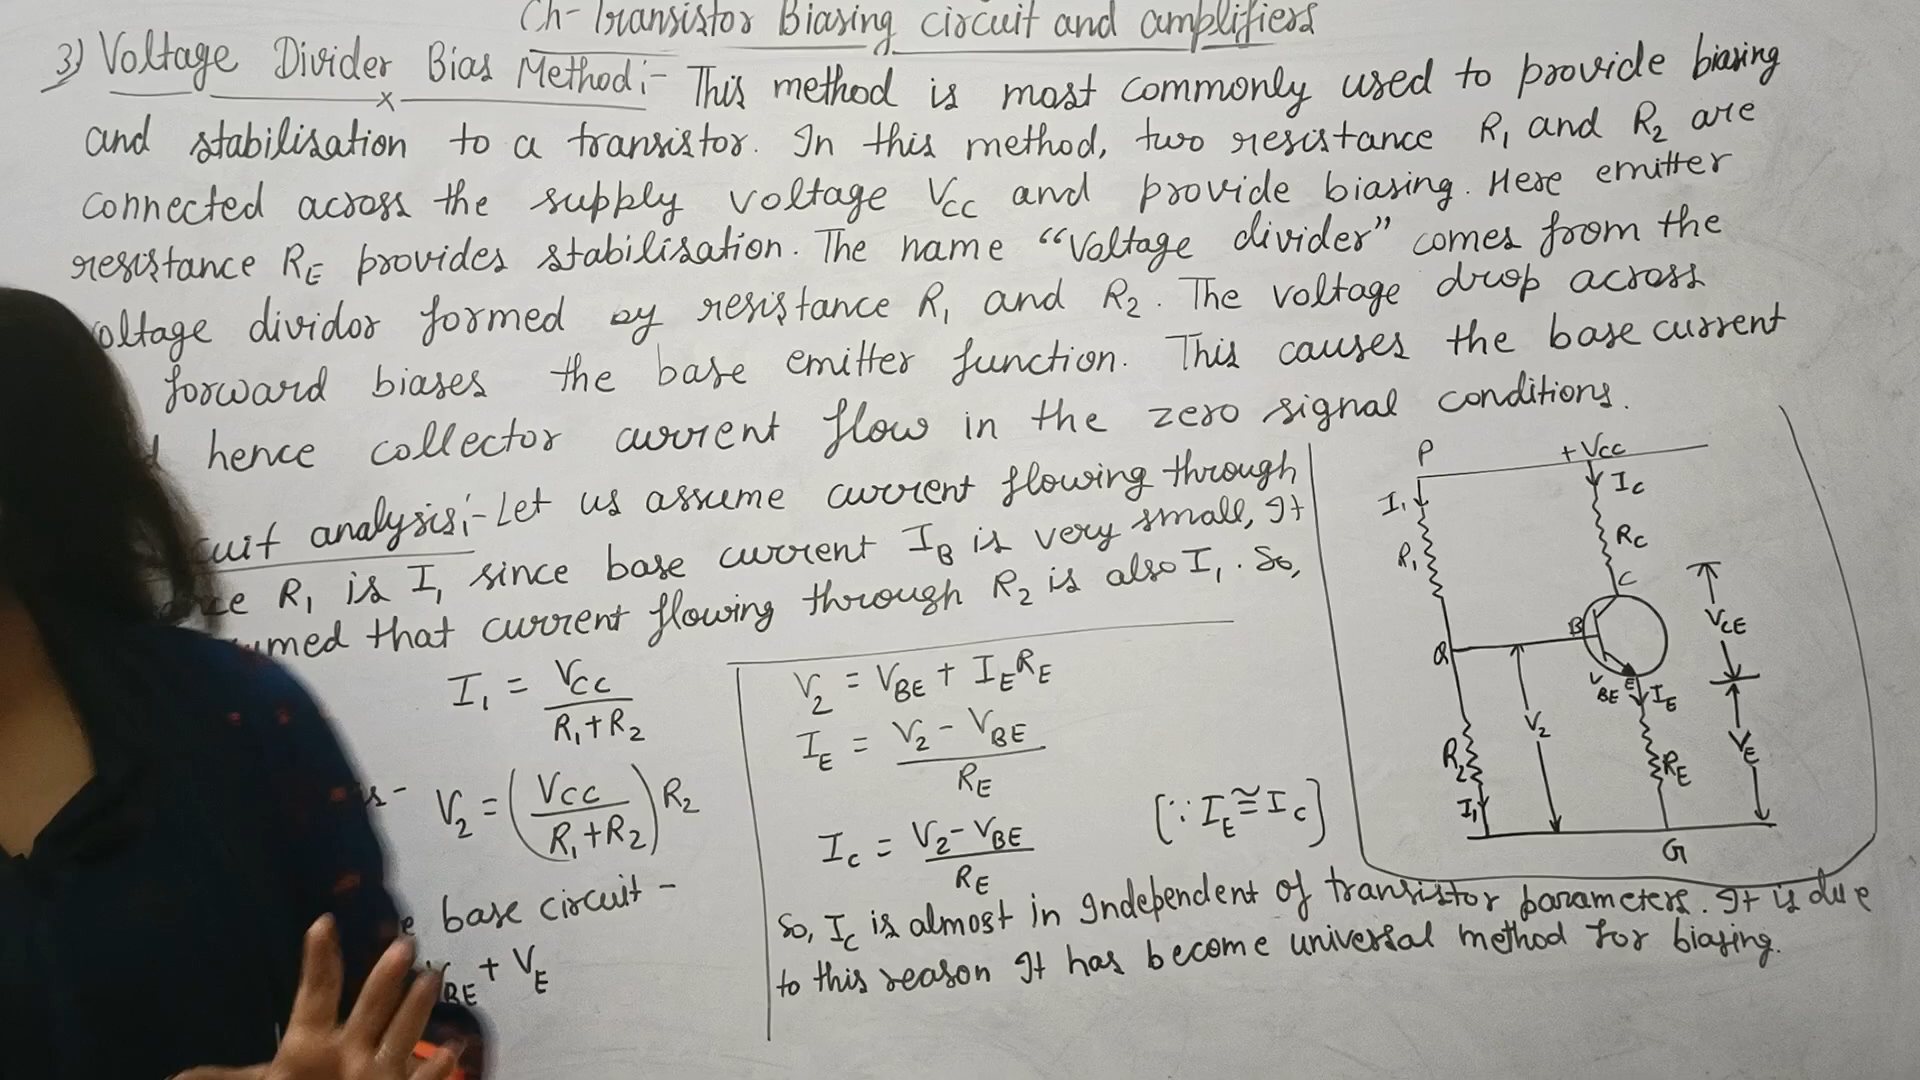 Ch- Transistor Biasing circuit and amplifiers
3) Voltage Divider Bias Method:- This method is most commonly used to provide biasing
and stabilisation to a transistor. In this method, two resistance R₁ and R₂ are
connected across the supply voltage VCC and provide biasing. Here emitter
resistance RE provides stabilisation. The name "Voltage divider" comes from the
oltage dividor formed by resistance R₁ and R₂. The voltage drop across
forward biases the base emitter function. This causes the base current
hence collector current flow in the zero signal conditions.
cuit analysis:- Let us assume current flowing through
R₁ is I₁ since base current IB is very small, It
umed that current flowing through R₂ is also I₁. So,
I₁ = VCC / (R₁+R₂)
V₂ = (VCC / (R₁+R₂)) R₂
base circuit -
BE + VE
V₂ = VBE + IE RE
IE = (V₂ - VBE) / RE
IC = (V₂ - VBE) / RE
[∵ IE ≅ IC]
So, IC is almost in Independent of transistor parameters. It is due
to this reason It has become universal method for biasing.
P
+VCC
I₁
IC
R₁
RC
C
B
Q
VCE
VBE
E
IE
V₂
R₂
RE
VE
I₁
G